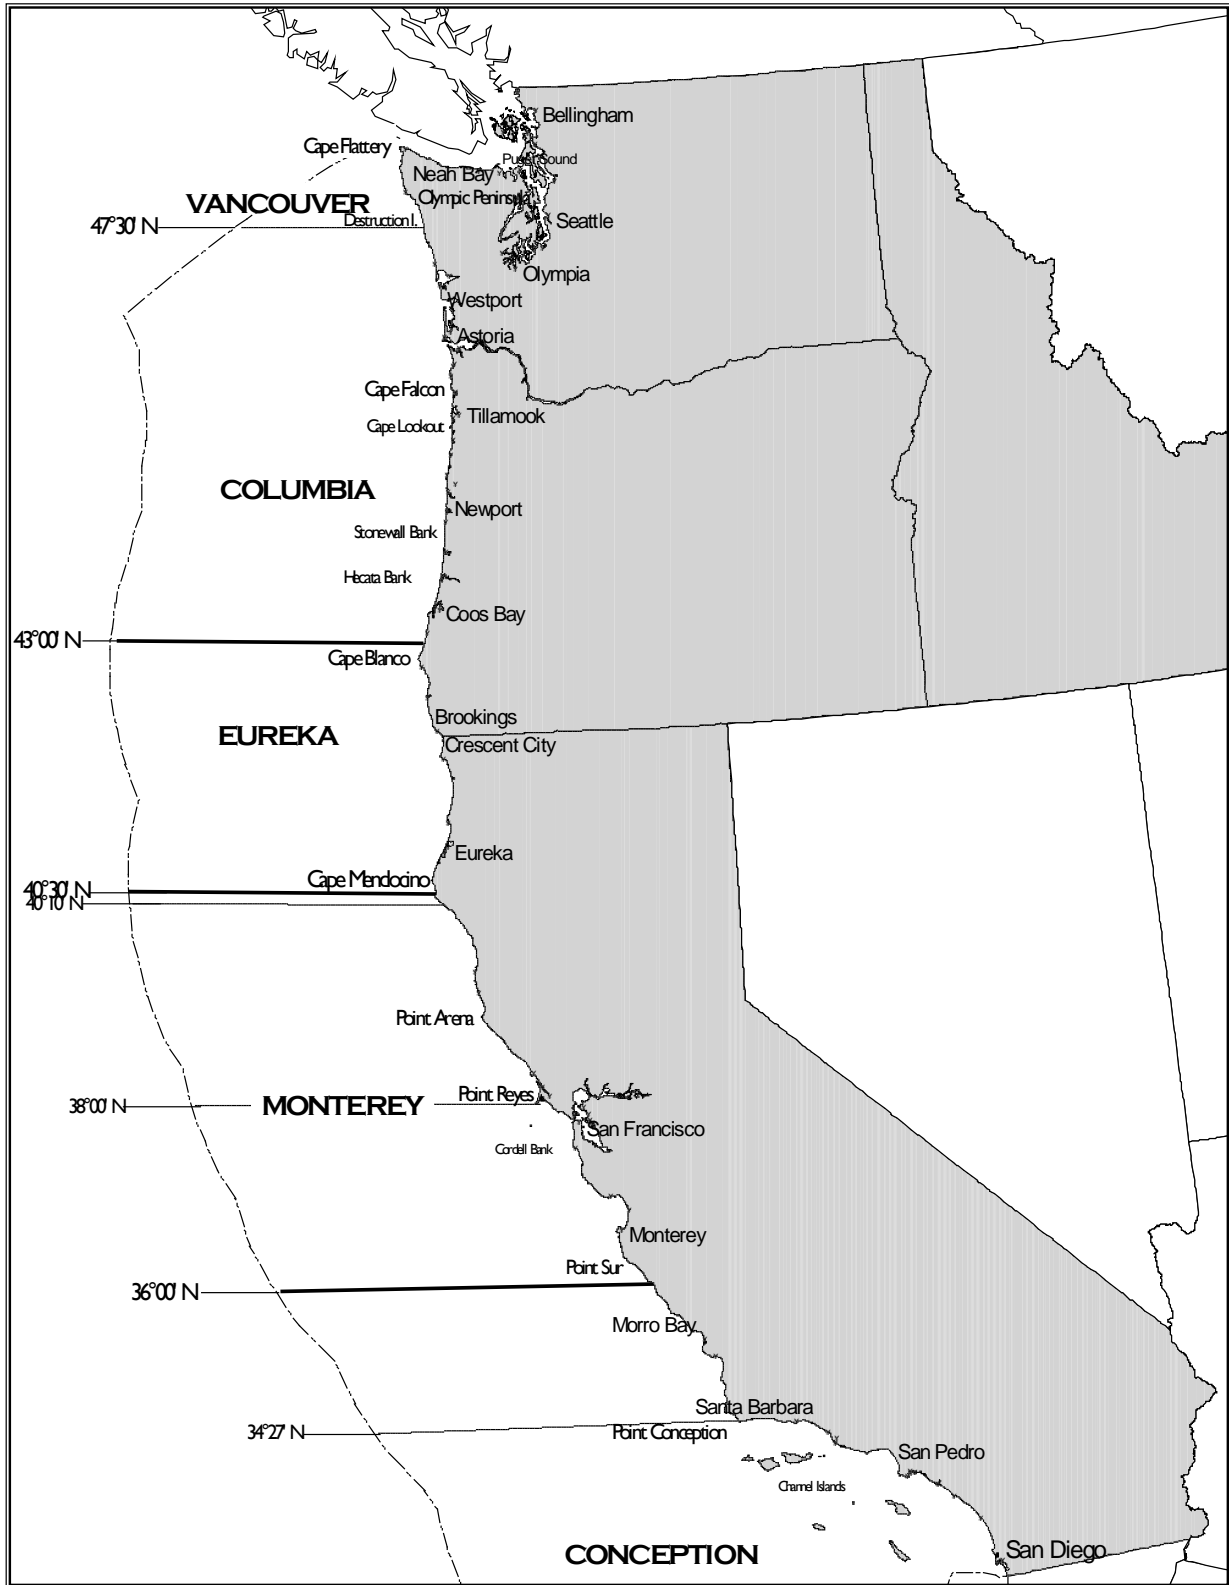 Bellingham
Cape Flattery
Puget Sound
Neah Bay
Olympic Peninsula
VANCOUVER
Destruction I.
Seattle
47°30' N
Olympia
Westport
Astoria
Cape Falcon
Tillamook
Cape Lookout
COLUMBIA
Newport
Stonewall Bank
Hecata Bank
Coos Bay
43°00' N
Cape Blanco
Brookings
EUREKA
Crescent City
Eureka
Cape Mendocino
40°30' N
40°10' N
Point Arena
Point Reyes
38°00' N
MONTEREY
San Francisco
Cordell Bank
Monterey
Point Sur
36°00' N
Morro Bay
Santa Barbara
34°27' N
Point Conception
San Pedro
Channel Islands
CONCEPTION
San Diego